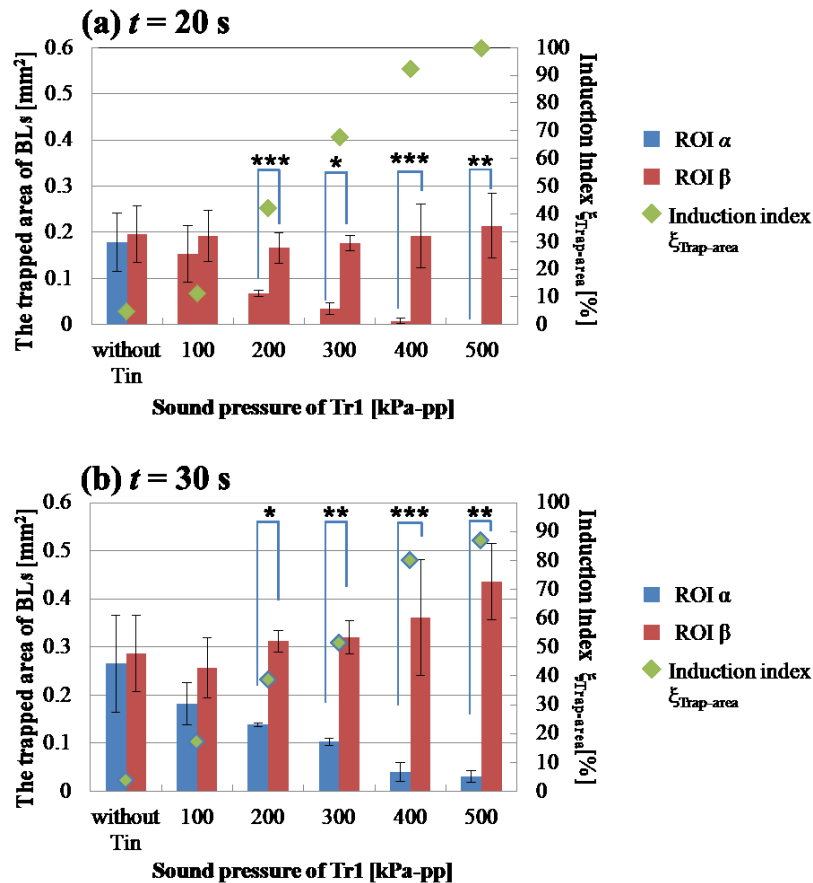 (a) t = 20 s
The trapped area of BLs [mm²]
0.6
0.5
0.4
0.3
0.2
0.1
0
*** * *** **
100
90
80
70
60
50
40
30
20
10
0
Induction index ξTrap-area [%]
without Tin 100 200 300 400 500
Sound pressure of Tr1 [kPa-pp]
ROI α
ROI β
Induction index
ξTrap-area
(b) t = 30 s
The trapped area of BLs [mm²]
0.6
0.5
0.4
0.3
0.2
0.1
0
* ** *** **
100
90
80
70
60
50
40
30
20
10
0
Induction index ξTrap-area[%]
without Tin 100 200 300 400 500
Sound pressure of Tr1 [kPa-pp]
ROI α
ROI β
Induction index
ξTrap-area